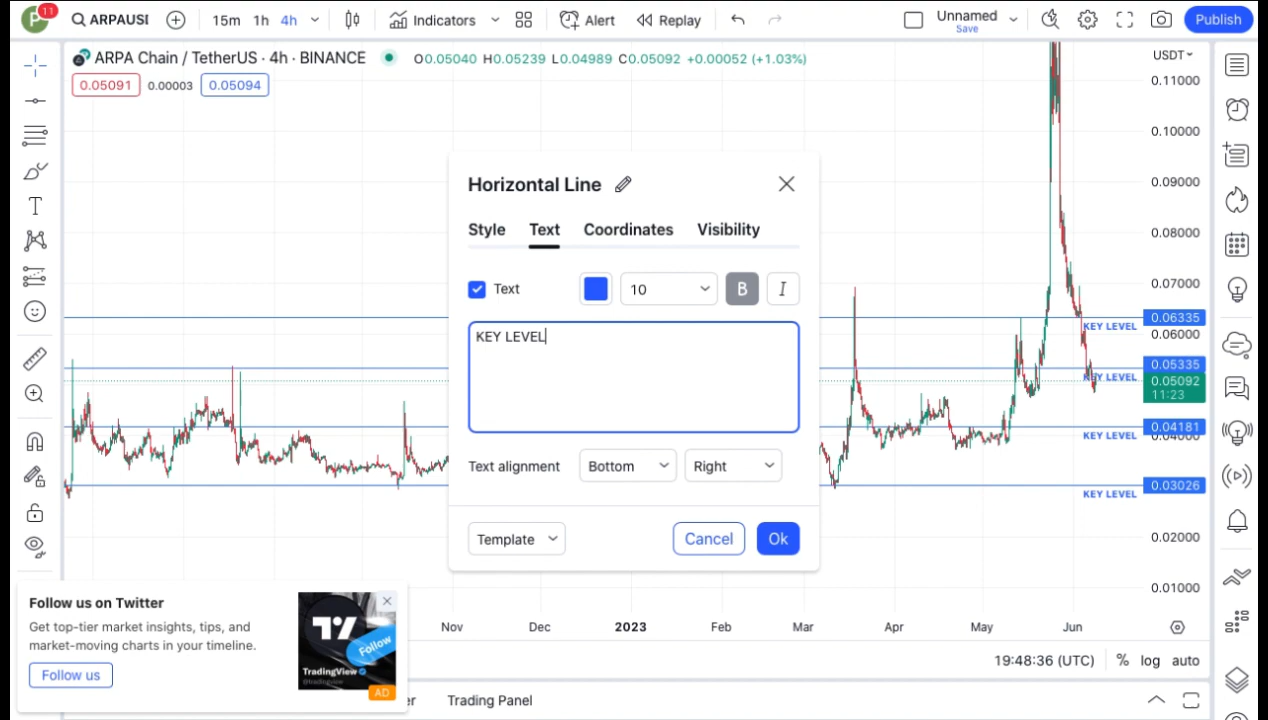 P 11 ARPAUSI 15m 1h 4h Indicators Alert Replay Unnamed Save Publish
ARPA Chain / TetherUS · 4h · BINANCE O0.05040 H0.05239 L0.04989 C0.05092 +0.00052 (+1.03%) USDT
0.05091 0.00003 0.05094
0.11000
0.10000
0.09000
0.08000
0.07000
0.06335
KEY LEVEL
0.06000
0.05335
KEY LEVEL
0.05092
11:23
0.04181
KEY LEVEL
0.04000
0.03026
KEY LEVEL
0.02000
0.01000
Horizontal Line
Style Text Coordinates Visibility
Text 10 B I
KEY LEVEL
Text alignment Bottom Right
Template Cancel Ok
Nov Dec 2023 Feb Mar Apr May Jun
19:48:36 (UTC) % log auto
Follow us on Twitter
Get top-tier market insights, tips, and
market-moving charts in your timeline.
Follow us
Follow
TradingView
AD
er Trading Panel